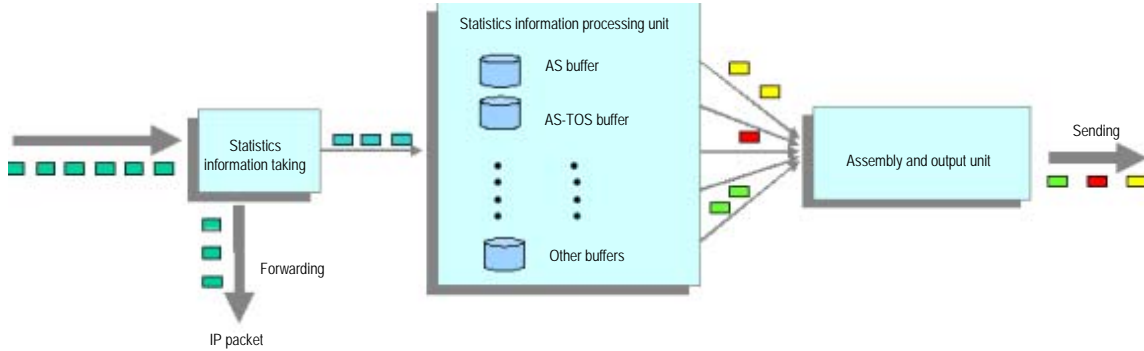 Statistics information processing unit
AS buffer
AS-TOS buffer
Other buffers
Statistics
information taking
Forwarding
IP packet
Assembly and output unit
Sending